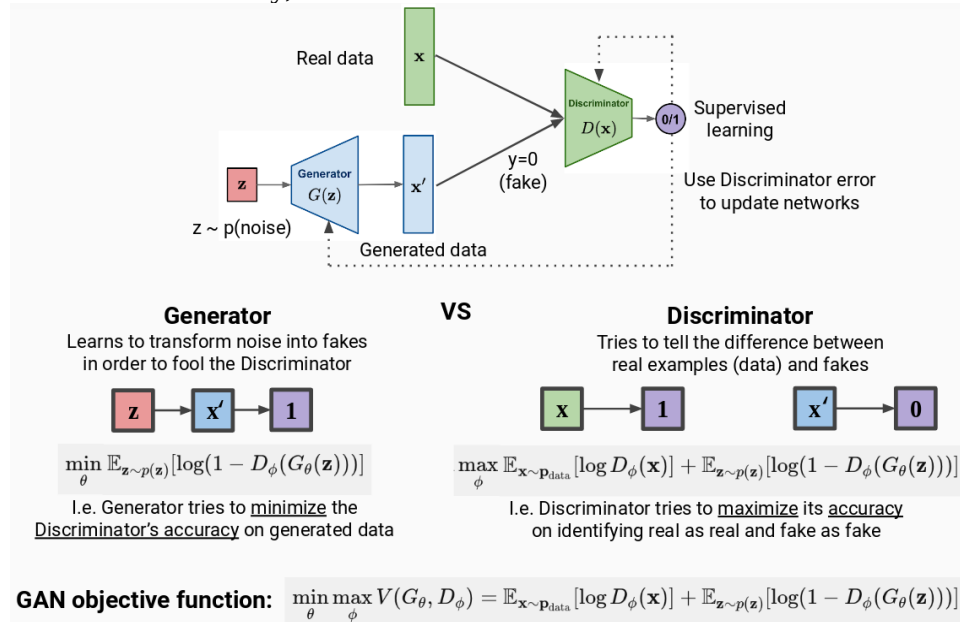 Real data
x
Discriminator
D(x)
0/1
Supervised
learning
y=0
(fake)
z
Generator
G(z)
x′
Use Discriminator error
to update networks
z ~ p(noise)
Generated data
Generator
VS
Discriminator
Learns to transform noise into fakes
in order to fool the Discriminator
Tries to tell the difference between
real examples (data) and fakes
z x′ 1
x 1 x′ 0
min_θ 𝔼_{z∼p(z)}[log(1 − D_ϕ(G_θ(z)))]
max_ϕ 𝔼_{x∼p_data}[log D_ϕ(x)] + 𝔼_{z∼p(z)}[log(1 − D_ϕ(G_θ(z)))]
I.e. Generator tries to minimize the
Discriminator's accuracy on generated data
I.e. Discriminator tries to maximize its accuracy
on identifying real as real and fake as fake
GAN objective function: min_θ max_ϕ V(G_θ, D_ϕ) = 𝔼_{x∼p_data}[log D_ϕ(x)] + 𝔼_{z∼p(z)}[log(1 − D_ϕ(G_θ(z)))]